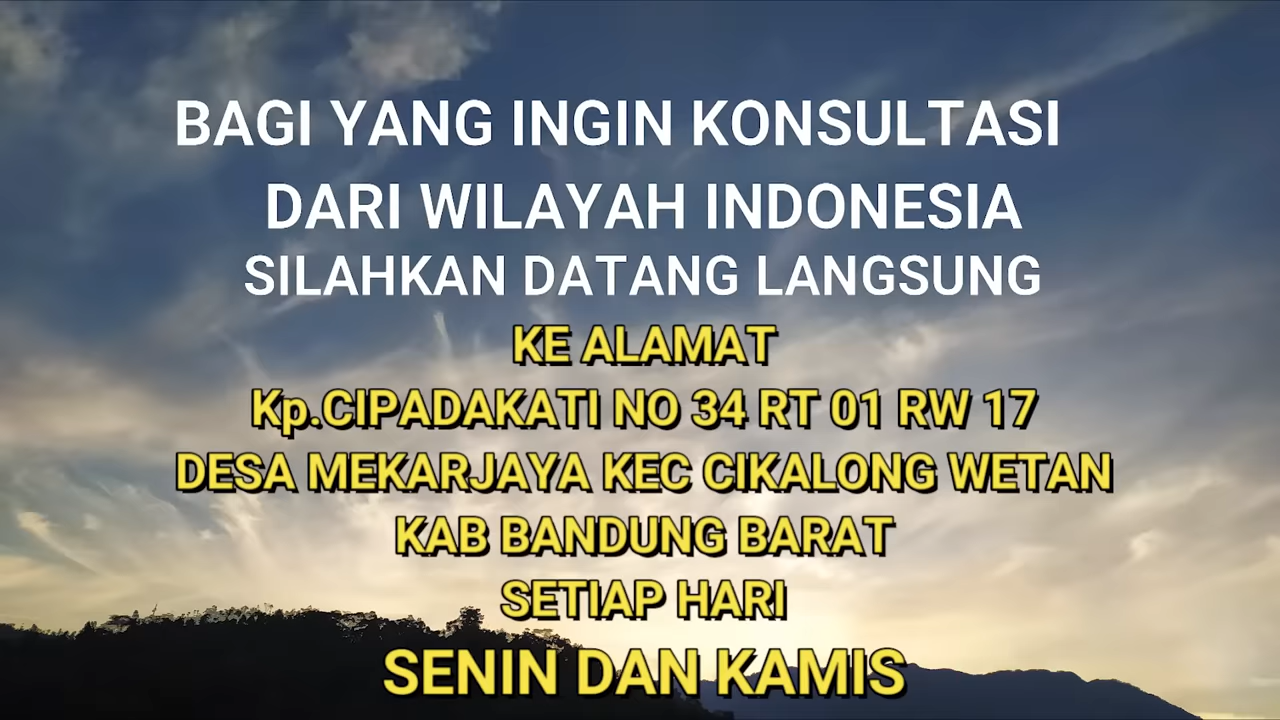 BAGI YANG INGIN KONSULTASI
DARI WILAYAH INDONESIA
SILAHKAN DATANG LANGSUNG
KE ALAMAT
Kp.CIPADAKATI NO 34 RT 01 RW 17
DESA MEKARJAYA KEC CIKALONG WETAN
KAB BANDUNG BARAT
SETIAP HARI
SENIN DAN KAMIS